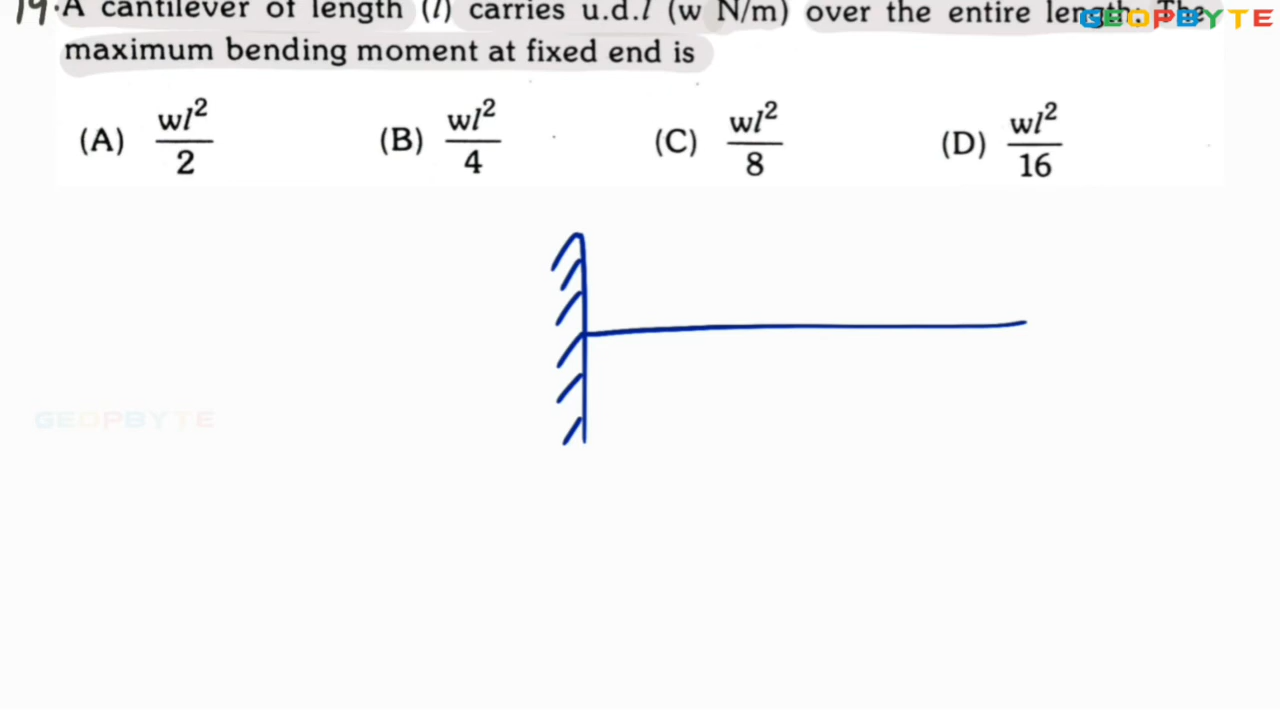 19. A cantilever of length (l) carries u.d.l (w N/m) over the entire length. The
GEOPBYTE
maximum bending moment at fixed end is
(A) wl²/2 (B) wl²/4 (C) wl²/8 (D) wl²/16
GEOPBYTE